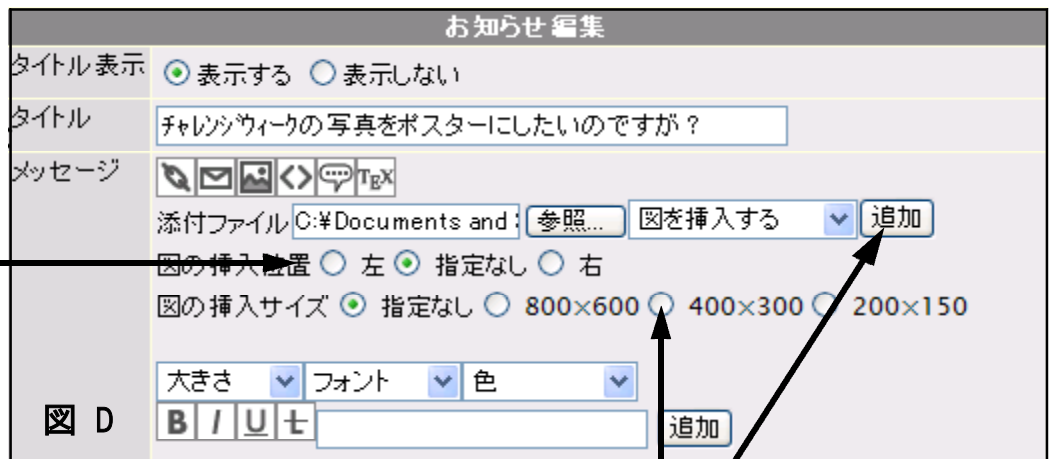 お知らせ編集
タイトル表示 表示する 表示しない
タイトル ﾁｬﾚﾝｼﾞｳｨｰｸの写真をポスターにしたいのですが？
メッセージ TEX
添付ファイル C:¥Documents and 参照... 図を挿入する 追加
図の挿入位置 左 指定なし 右
図の挿入サイズ 指定なし 800×600 400×300 200×150
大きさ フォント 色
図 D B I U t 追加